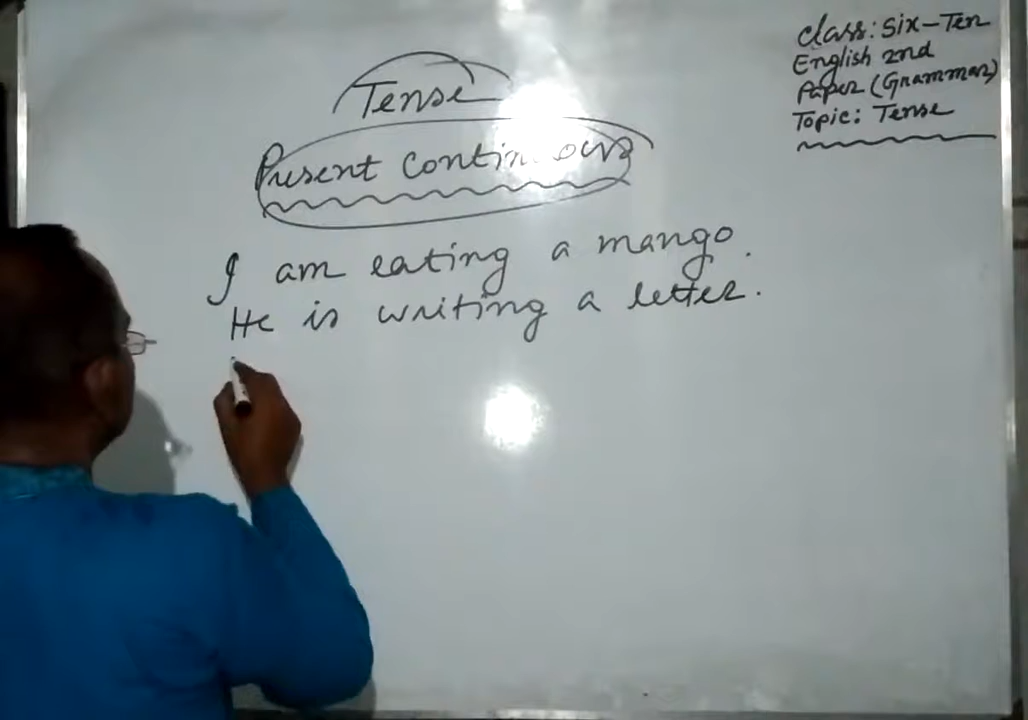 Class: Six-Ten
English 2nd
Paper (Grammar)
Topic: Tense
Tense
Present Continuous
I am eating a mango.
He is writing a letter.